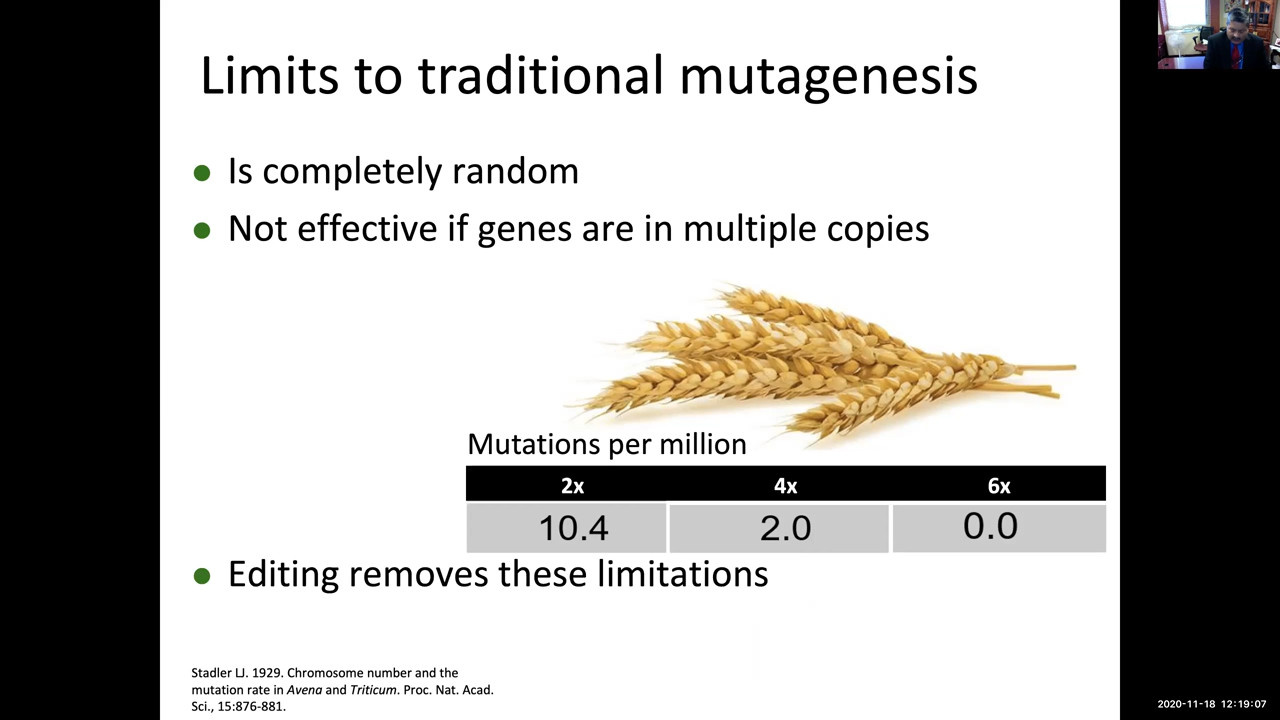 Limits to traditional mutagenesis
● Is completely random
● Not effective if genes are in multiple copies
Mutations per million
2x 4x 6x
10.4 2.0 0.0
● Editing removes these limitations
Stadler LJ. 1929. Chromosome number and the
mutation rate in Avena and Triticum. Proc. Nat. Acad.
Sci., 15:876-881.
2020-11-18 12:19:07